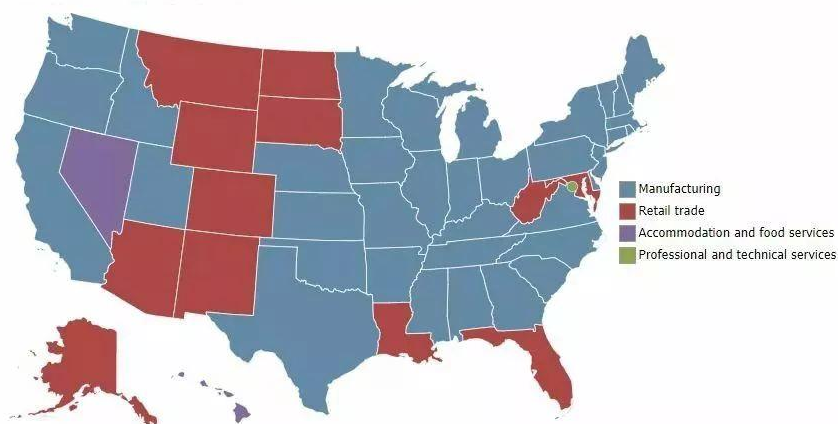 Manufacturing
Retail trade
Accommodation and food services
Professional and technical services